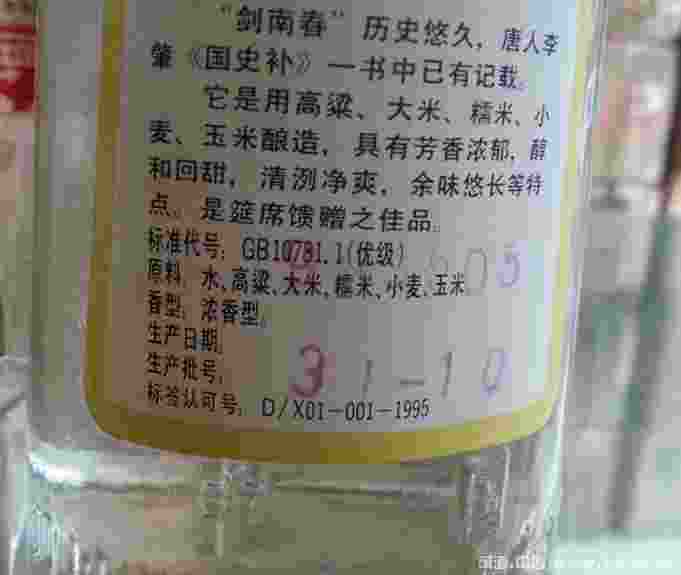 “剑南春”历史悠久，唐人李
肇《国史补》一书中已有记载。
它是用高粱、大米、糯米、小
麦、玉米酿造，具有芳香浓郁，醇
和回甜，清洌净爽，余味悠长等特
点。是筵席馈赠之佳品。
标准代号：GB10781.1(优级)
05
原料：水、高粱、大米、糯米、小麦、玉米
香型：浓香型。
生产日期：
生产批号：
31-10
标签认可号：D/X01-001-1995